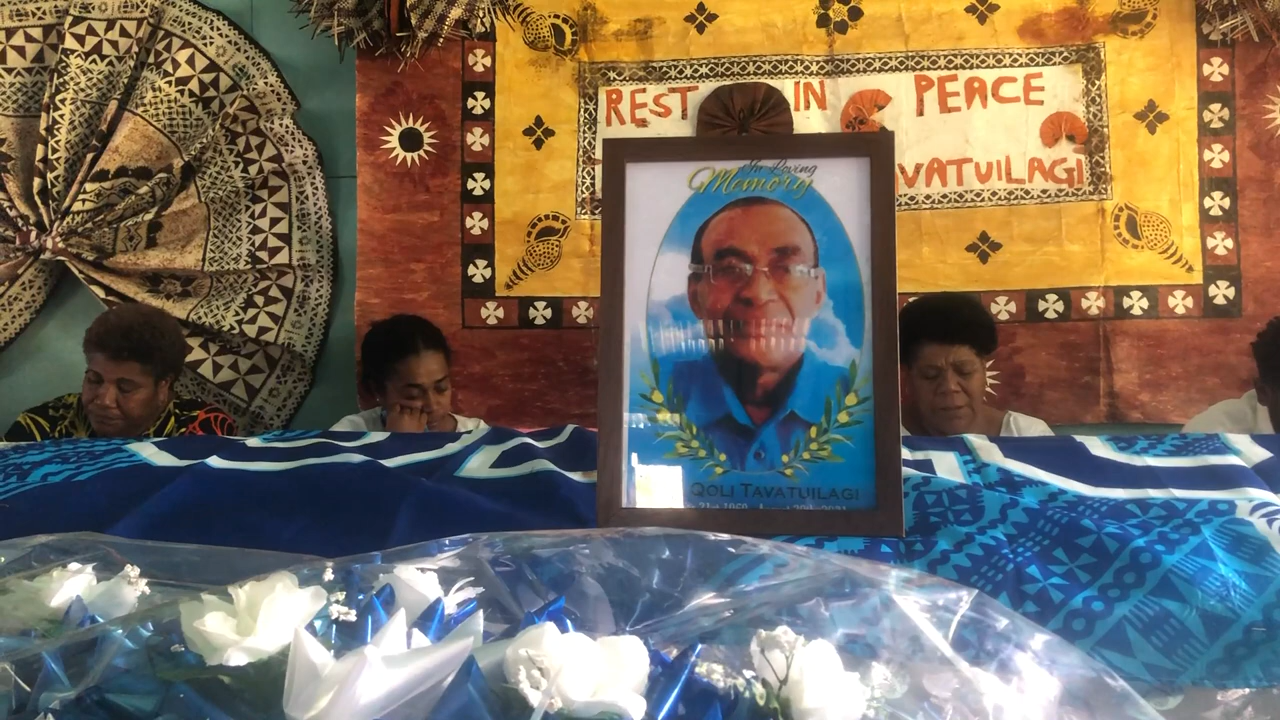 REST IN PEACE
VATUILAGI
In Loving
Memory
QOLI TAVATUILAGI